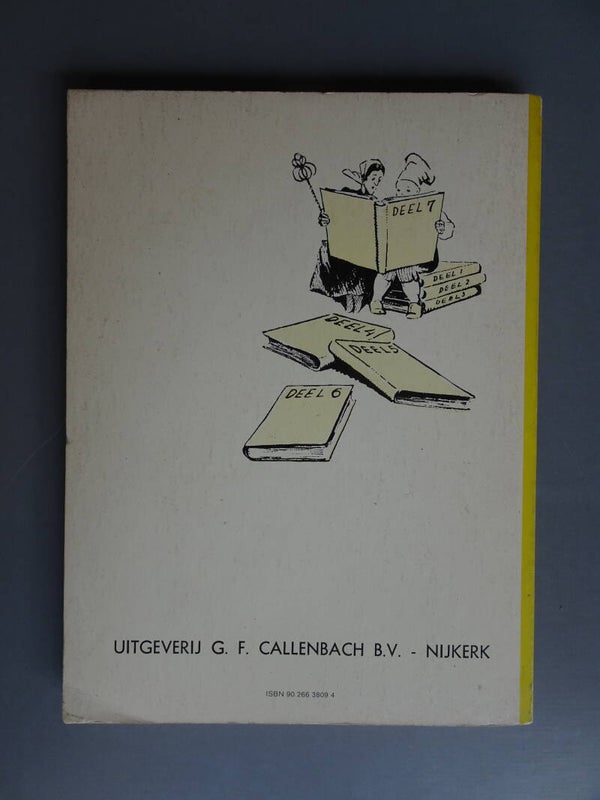 DEEL 7
DEEL 1
DEEL 2
DEEL 3
DEEL 4
DEEL 5
DEEL 6
UITGEVERIJ G. F. CALLENBACH B.V. - NIJKERK
ISBN 90 266 3809 4